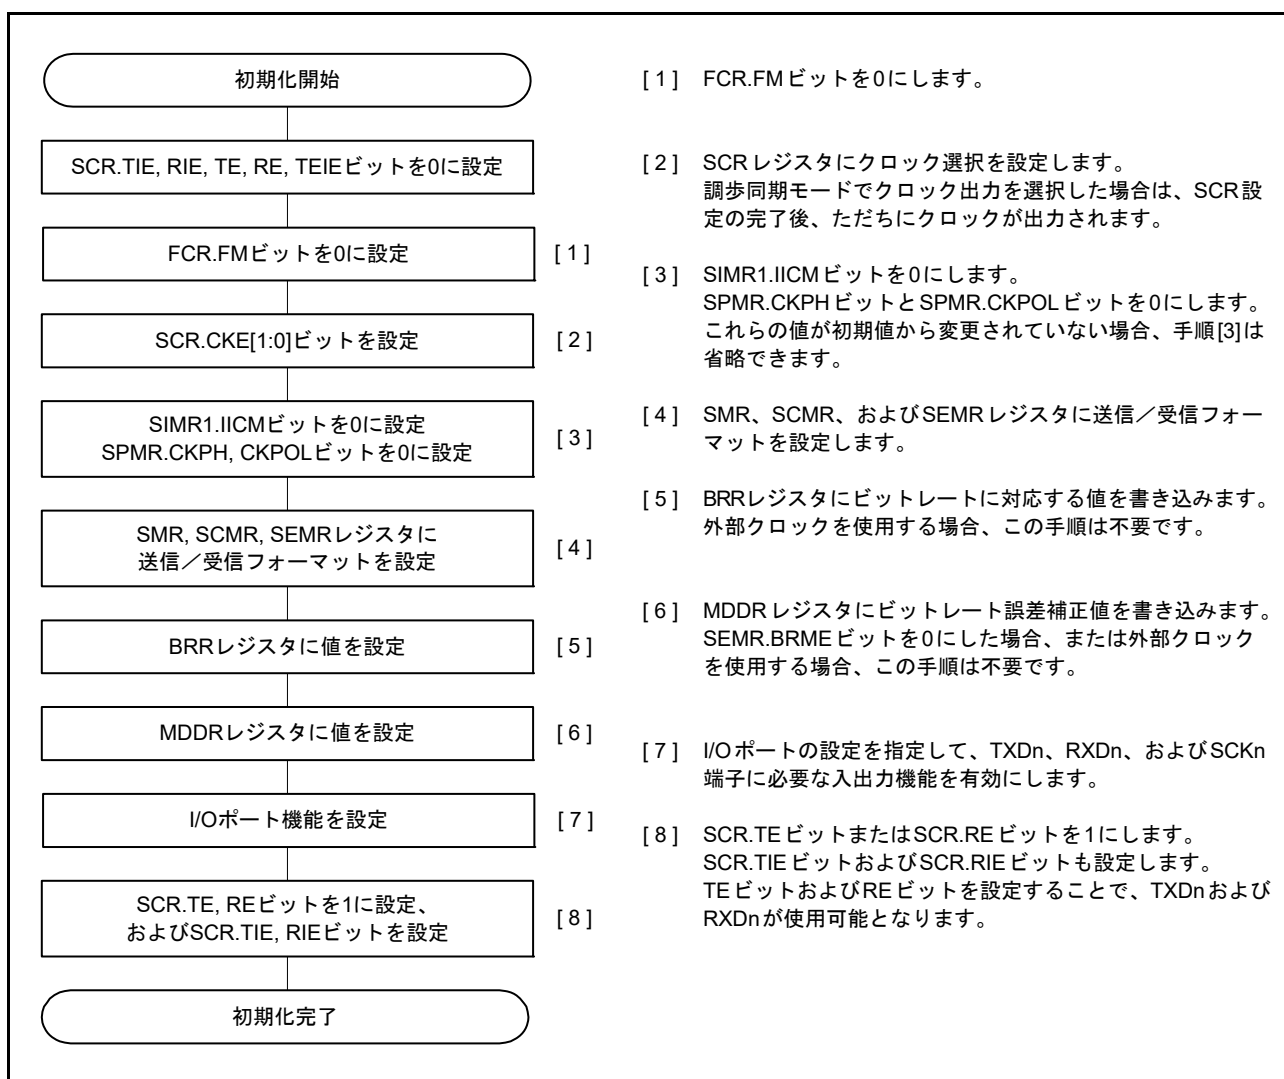 初期化開始
SCR.TIE, RIE, TE, RE, TEIEビットを0に設定
FCR.FMビットを0に設定
[ 1 ]
SCR.CKE[1:0]ビットを設定
[ 2 ]
SIMR1.IICMビットを0に設定
SPMR.CKPH, CKPOLビットを0に設定
[ 3 ]
SMR, SCMR, SEMRレジスタに
送信／受信フォーマットを設定
[ 4 ]
BRRレジスタに値を設定
[ 5 ]
MDDRレジスタに値を設定
[ 6 ]
I/Oポート機能を設定
[ 7 ]
SCR.TE, REビットを1に設定、
およびSCR.TIE, RIEビットを設定
[ 8 ]
初期化完了
[ 1 ] FCR.FMビットを0にします。
[ 2 ] SCRレジスタにクロック選択を設定します。
調歩同期モードでクロック出力を選択した場合は、SCR設
定の完了後、ただちにクロックが出力されます。
[ 3 ] SIMR1.IICMビットを0にします。
SPMR.CKPHビットとSPMR.CKPOLビットを0にします。
これらの値が初期値から変更されていない場合、手順[3]は
省略できます。
[ 4 ] SMR、SCMR、およびSEMRレジスタに送信／受信フォー
マットを設定します。
[ 5 ] BRRレジスタにビットレートに対応する値を書き込みます。
外部クロックを使用する場合、この手順は不要です。
[ 6 ] MDDRレジスタにビットレート誤差補正値を書き込みます。
SEMR.BRMEビットを0にした場合、または外部クロック
を使用する場合、この手順は不要です。
[ 7 ] I/Oポートの設定を指定して、TXDn、RXDn、およびSCKn
端子に必要な入出力機能を有効にします。
[ 8 ] SCR.TEビットまたはSCR.REビットを1にします。
SCR.TIEビットおよびSCR.RIEビットも設定します。
TEビットおよびREビットを設定することで、TXDnおよび
RXDnが使用可能となります。